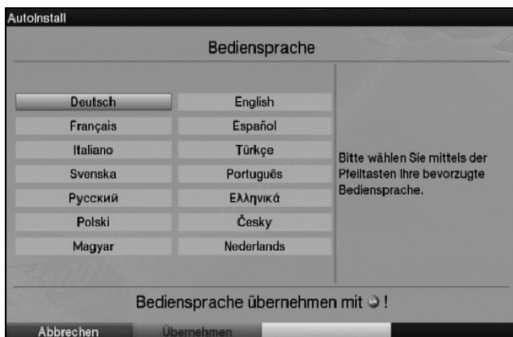 AutoInstall
Bediensprache
Deutsch English
Français Español
Italiano Türkçe
Svenska Português
Русский Ελληνικά
Polski Česky
Magyar Nederlands
Bitte wählen Sie mittels der
Pfeiltasten Ihre bevorzugte
Bediensprache.
Bediensprache übernehmen mit !
Abbrechen Übernehmen